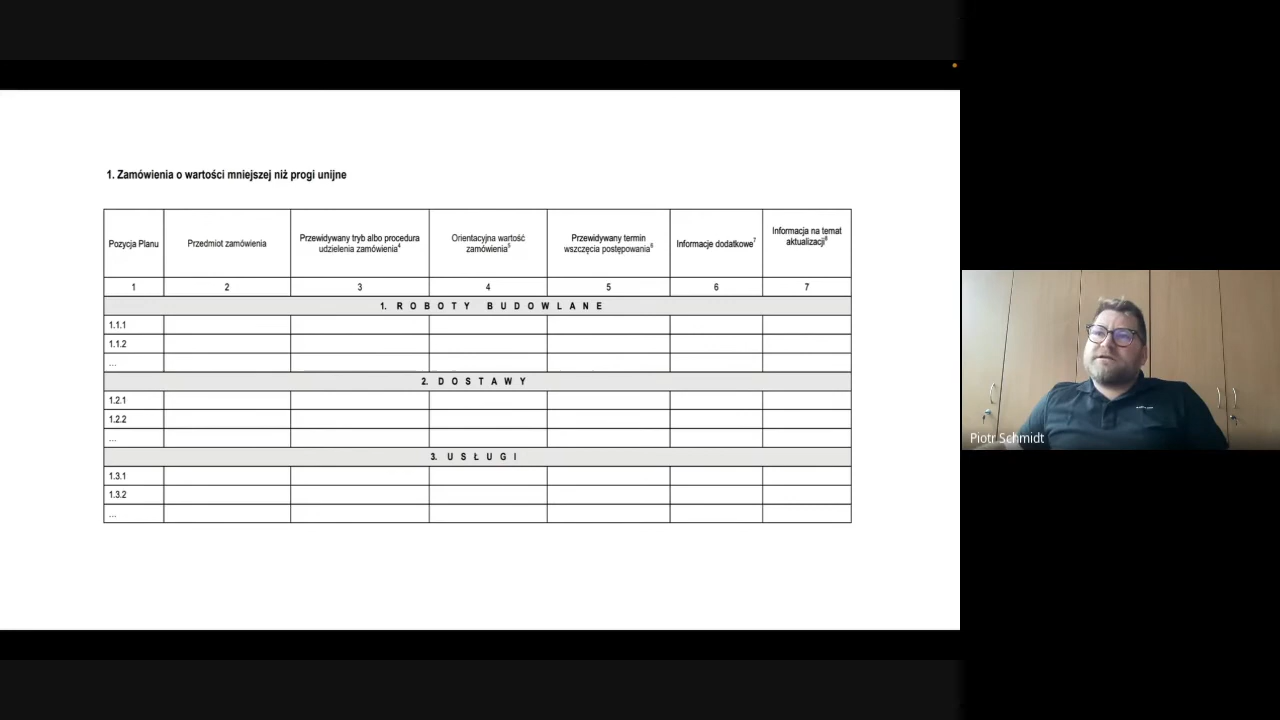 1. Zamówienia o wartości mniejszej niż progi unijne
Pozycja Planu
Przedmiot zamówienia
Przewidywany tryb albo procedura
udzielenia zamówienia4
Orientacyjna wartość
zamówienia5
Przewidywany termin
wszczęcia postępowania6
Informacje dodatkowe7
Informacja na temat
aktualizacji8
1 2 3 4 5 6 7
1. R O B O T Y B U D O W L A N E
1.1.1
1.1.2
...
2. D O S T A W Y
1.2.1
1.2.2
...
3. U S Ł U G I
1.3.1
1.3.2
...
Piotr Schmidt